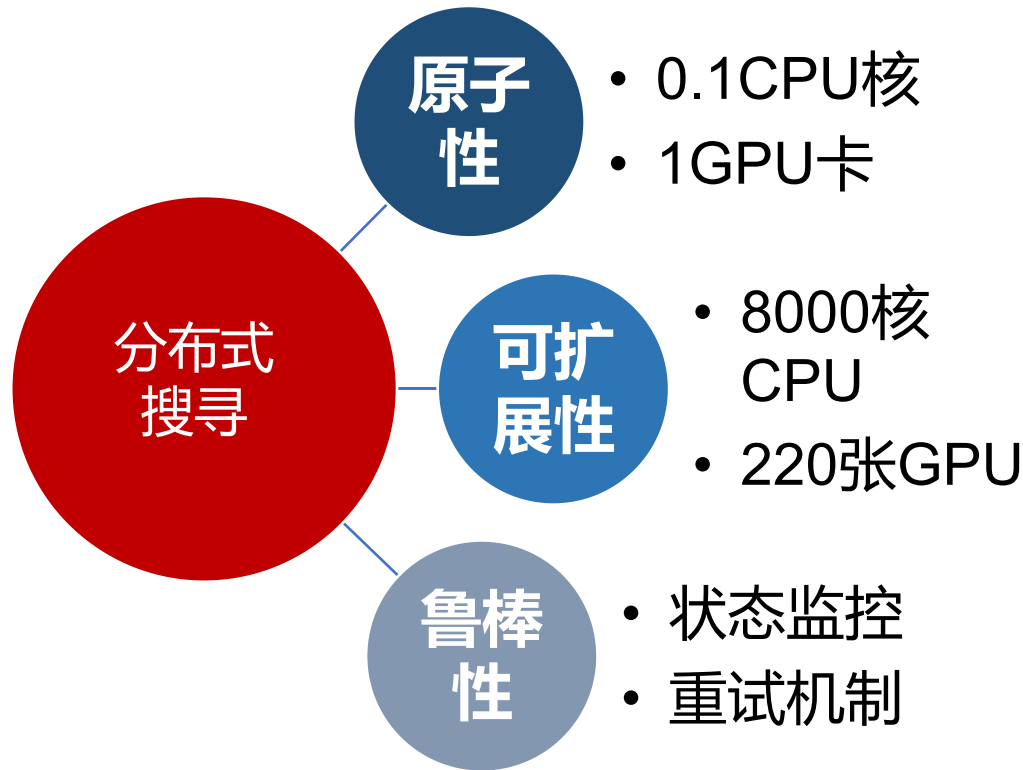 原子
性
• 0.1CPU核
• 1GPU卡
分布式
搜寻
可扩
展性
• 8000核
CPU
• 220张GPU
鲁棒
性
• 状态监控
• 重试机制